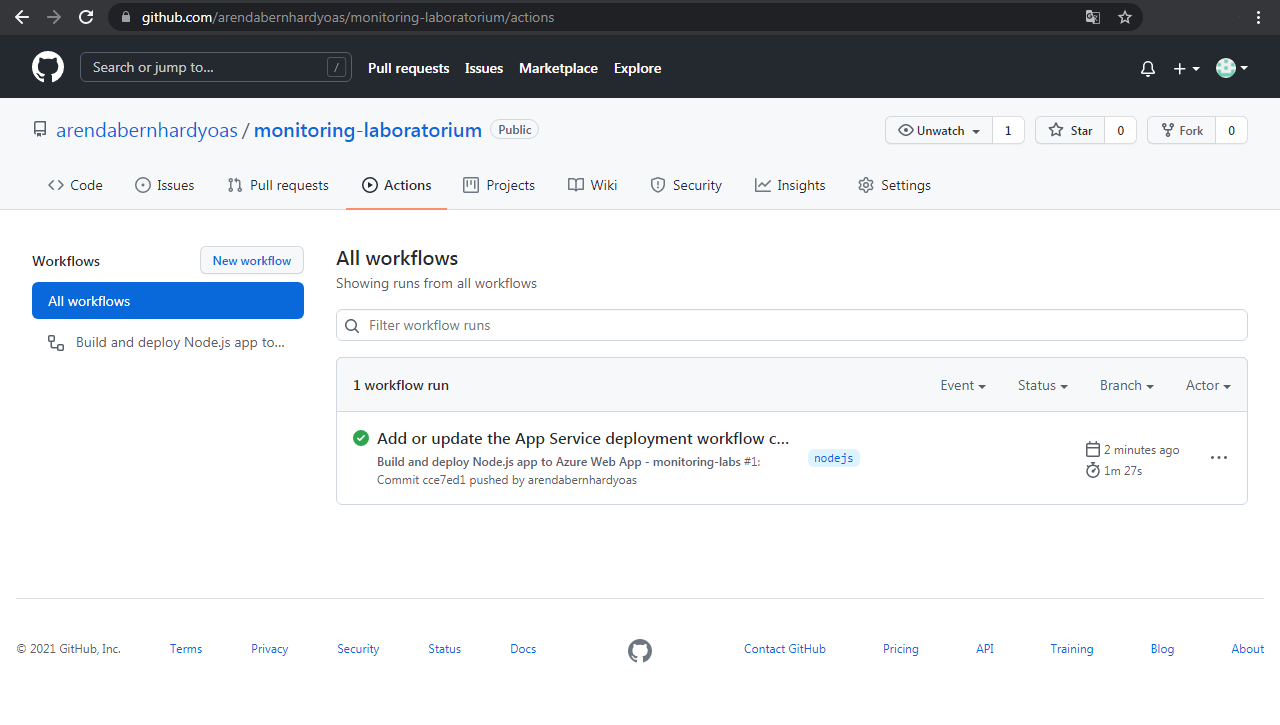 github.com/arendabernhardyoas/monitoring-laboratorium/actions
Search or jump to... /
Pull requests Issues Marketplace Explore
arendabernhardyoas / monitoring-laboratorium Public
Unwatch 1 Star 0 Fork 0
Code Issues Pull requests Actions Projects Wiki Security Insights Settings
Workflows
New workflow
All workflows
Build and deploy Node.js app to...
All workflows
Showing runs from all workflows
Filter workflow runs
1 workflow run Event Status Branch Actor
Add or update the App Service deployment workflow c...
Build and deploy Node.js app to Azure Web App - monitoring-labs #1:
Commit cce7ed1 pushed by arendabernhardyoas
nodejs
2 minutes ago
1m 27s
© 2021 GitHub, Inc. Terms Privacy Security Status Docs Contact GitHub Pricing API Training Blog About